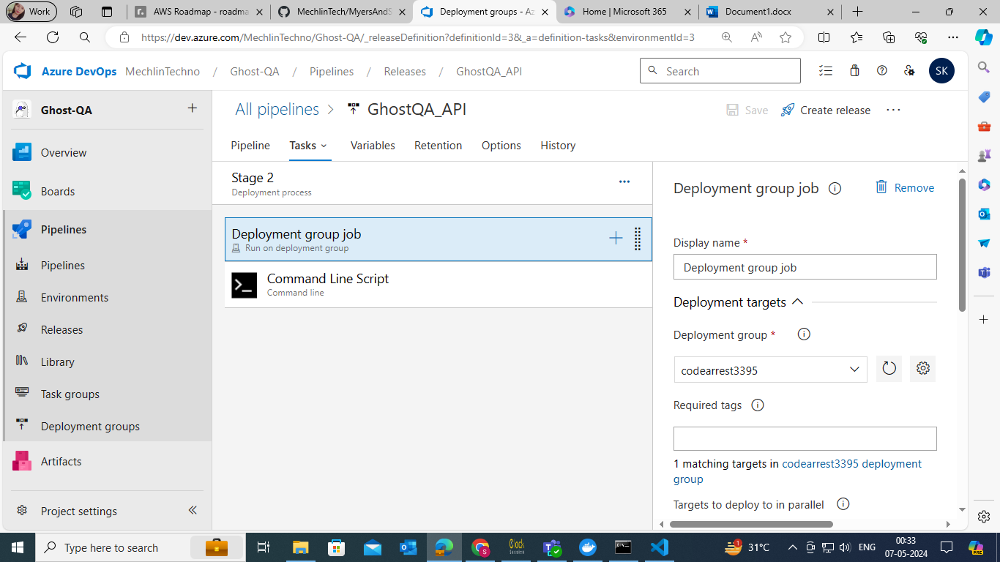 Work
AWS Roadmap - roadma
MechlinTech/MyersAndS
Deployment groups - Az
Home | Microsoft 365
Document1.docx
https://dev.azure.com/MechlinTechno/Ghost-QA/_releaseDefinition?definitionId=3&_a=definition-tasks&environmentId=3
Azure DevOps MechlinTechno / Ghost-QA / Pipelines / Releases / GhostQA_API
Search
SK
Ghost-QA
Overview
Boards
Pipelines
Pipelines
Environments
Releases
Library
Task groups
Deployment groups
Artifacts
Project settings
All pipelines > GhostQA_API
Save
Create release
Pipeline
Tasks
Variables
Retention
Options
History
Stage 2
Deployment process
Deployment group job
Run on deployment group
Command Line Script
Command line
Deployment group job
Remove
Display name *
Deployment group job
Deployment targets
Deployment group *
codearrest3395
Required tags
1 matching targets in codearrest3395 deployment
group
Targets to deploy to in parallel
Type here to search
Clock
1
31°C
ENG
00:33
07-05-2024
PRE